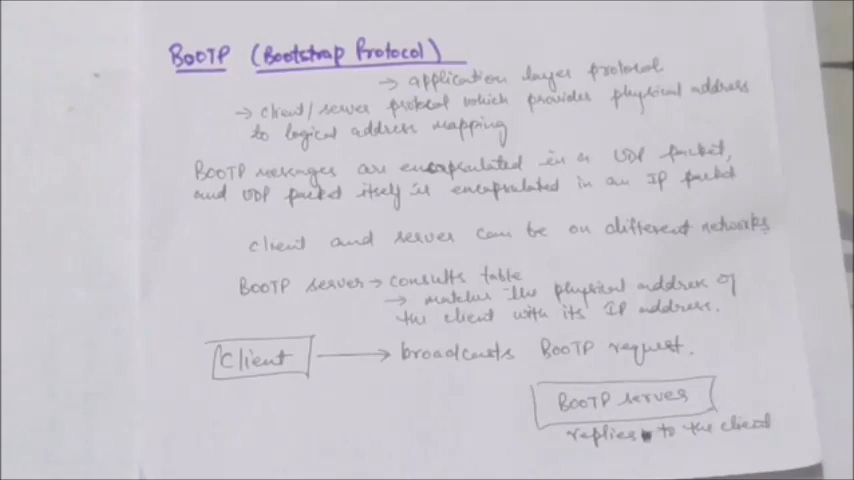 BOOTP (Bootstrap Protocol)
→ application layer protocol
→ client/server protocol which provides physical address
to logical address mapping
BOOTP messages are encapsulated in a UDP packet,
and UDP packet itself is encapsulated in an IP packet
client and server can be on different networks
BOOTP server → consults table
→ matches the physical address of
the client with its IP address.
Client → broadcasts BOOTP request.
BOOTP server
replies to the client